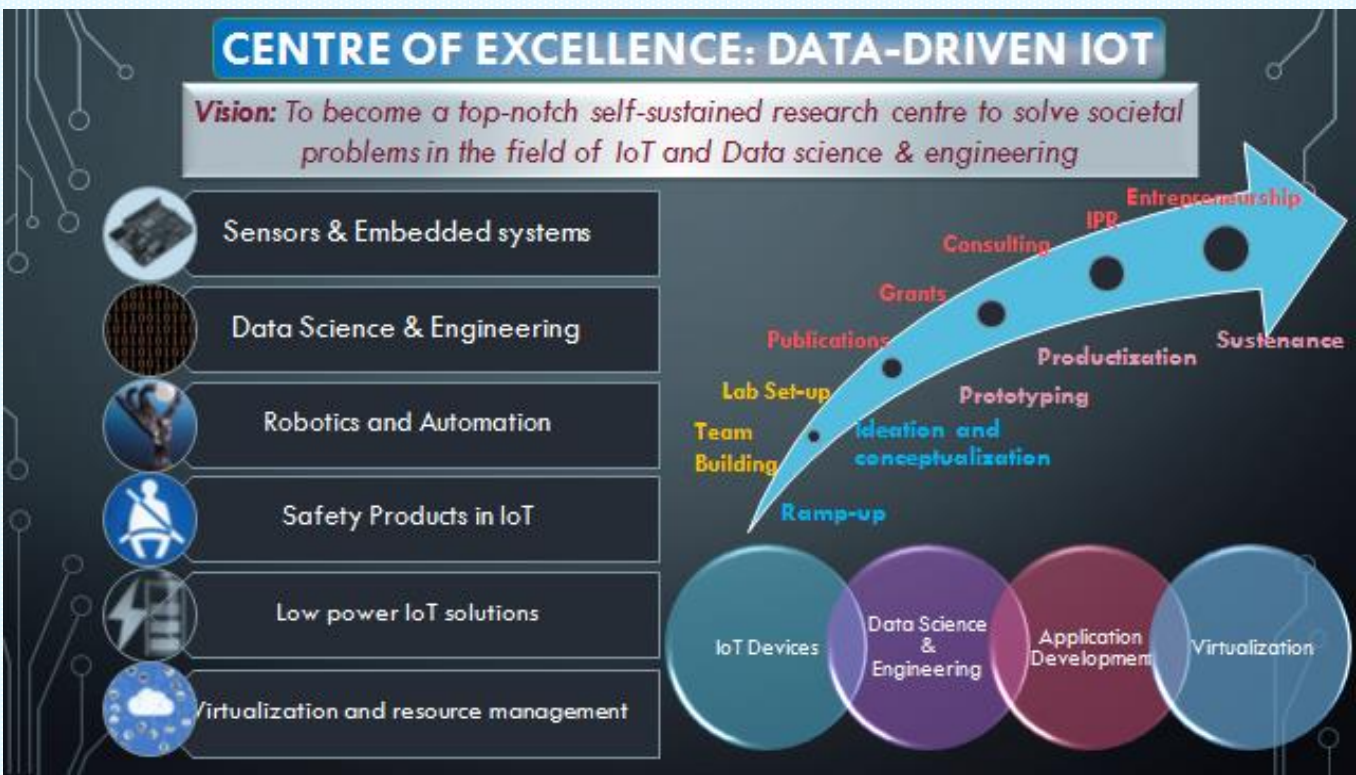 CENTRE OF EXCELLENCE: DATA-DRIVEN IOT
Vision: To become a top-notch self-sustained research centre to solve societal
problems in the field of IoT and Data science & engineering
Sensors & Embedded systems
Data Science & Engineering
Robotics and Automation
Safety Products in IoT
Low power IoT solutions
Virtualization and resource management
Entrepreneurship
IPR
Consulting
Grants
Publications
Lab Set-up
Team
Building
Sustenance
Productization
Prototyping
ideation and
conceptualization
Ramp-up
IoT Devices
Data Science
&
Engineering
Application
Development
Virtualization